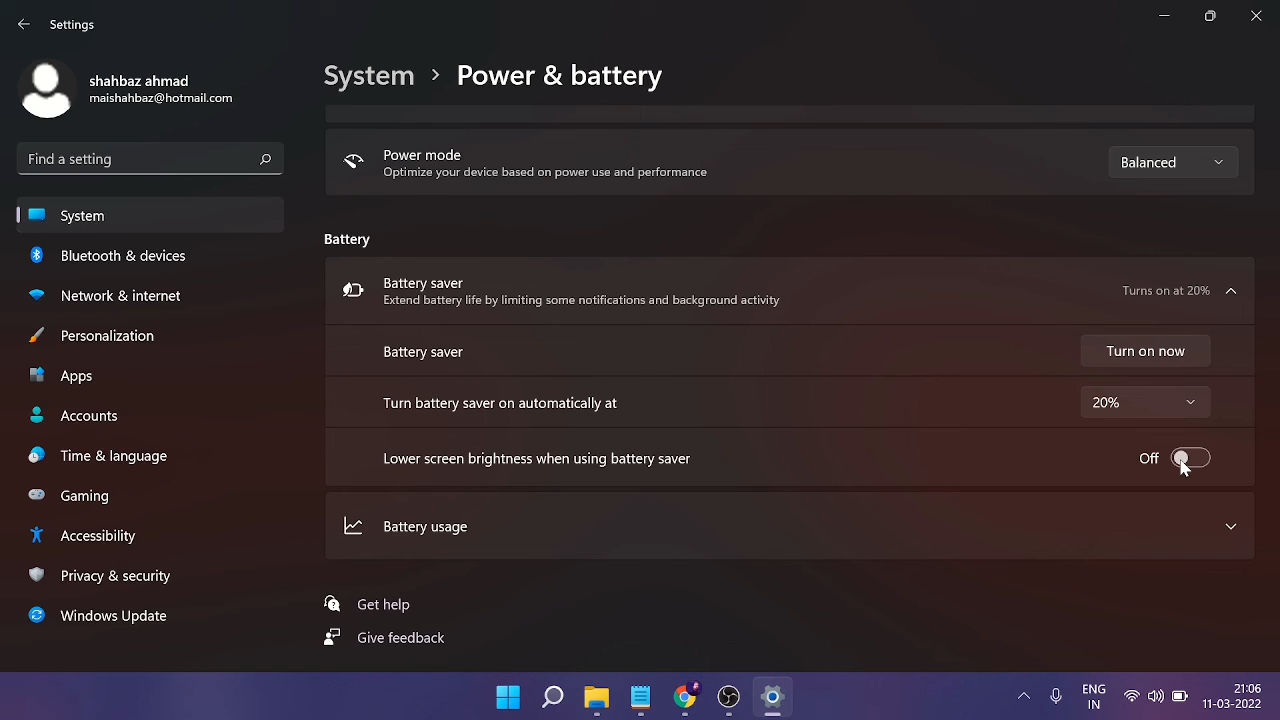 Settings
shahbaz ahmad
maishahbaz@hotmail.com
Find a setting
System
Bluetooth & devices
Network & internet
Personalization
Apps
Accounts
Time & language
Gaming
Accessibility
Privacy & security
Windows Update
System > Power & battery
Power mode
Optimize your device based on power use and performance
Balanced
Battery
Battery saver
Extend battery life by limiting some notifications and background activity
Turns on at 20%
Battery saver
Turn on now
Turn battery saver on automatically at
20%
Lower screen brightness when using battery saver
Off
Battery usage
Get help
Give feedback
ENG
IN
21:06
11-03-2022